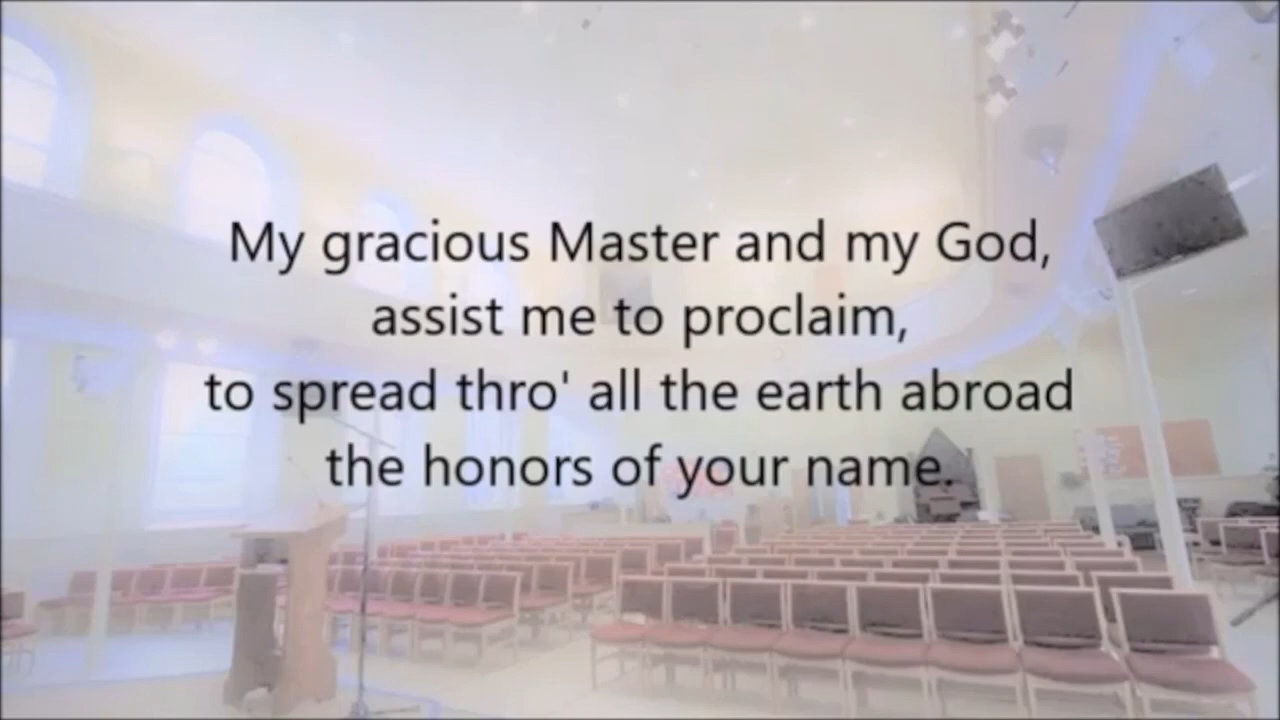 My gracious Master and my God,
assist me to proclaim,
to spread thro' all the earth abroad
the honors of your name.